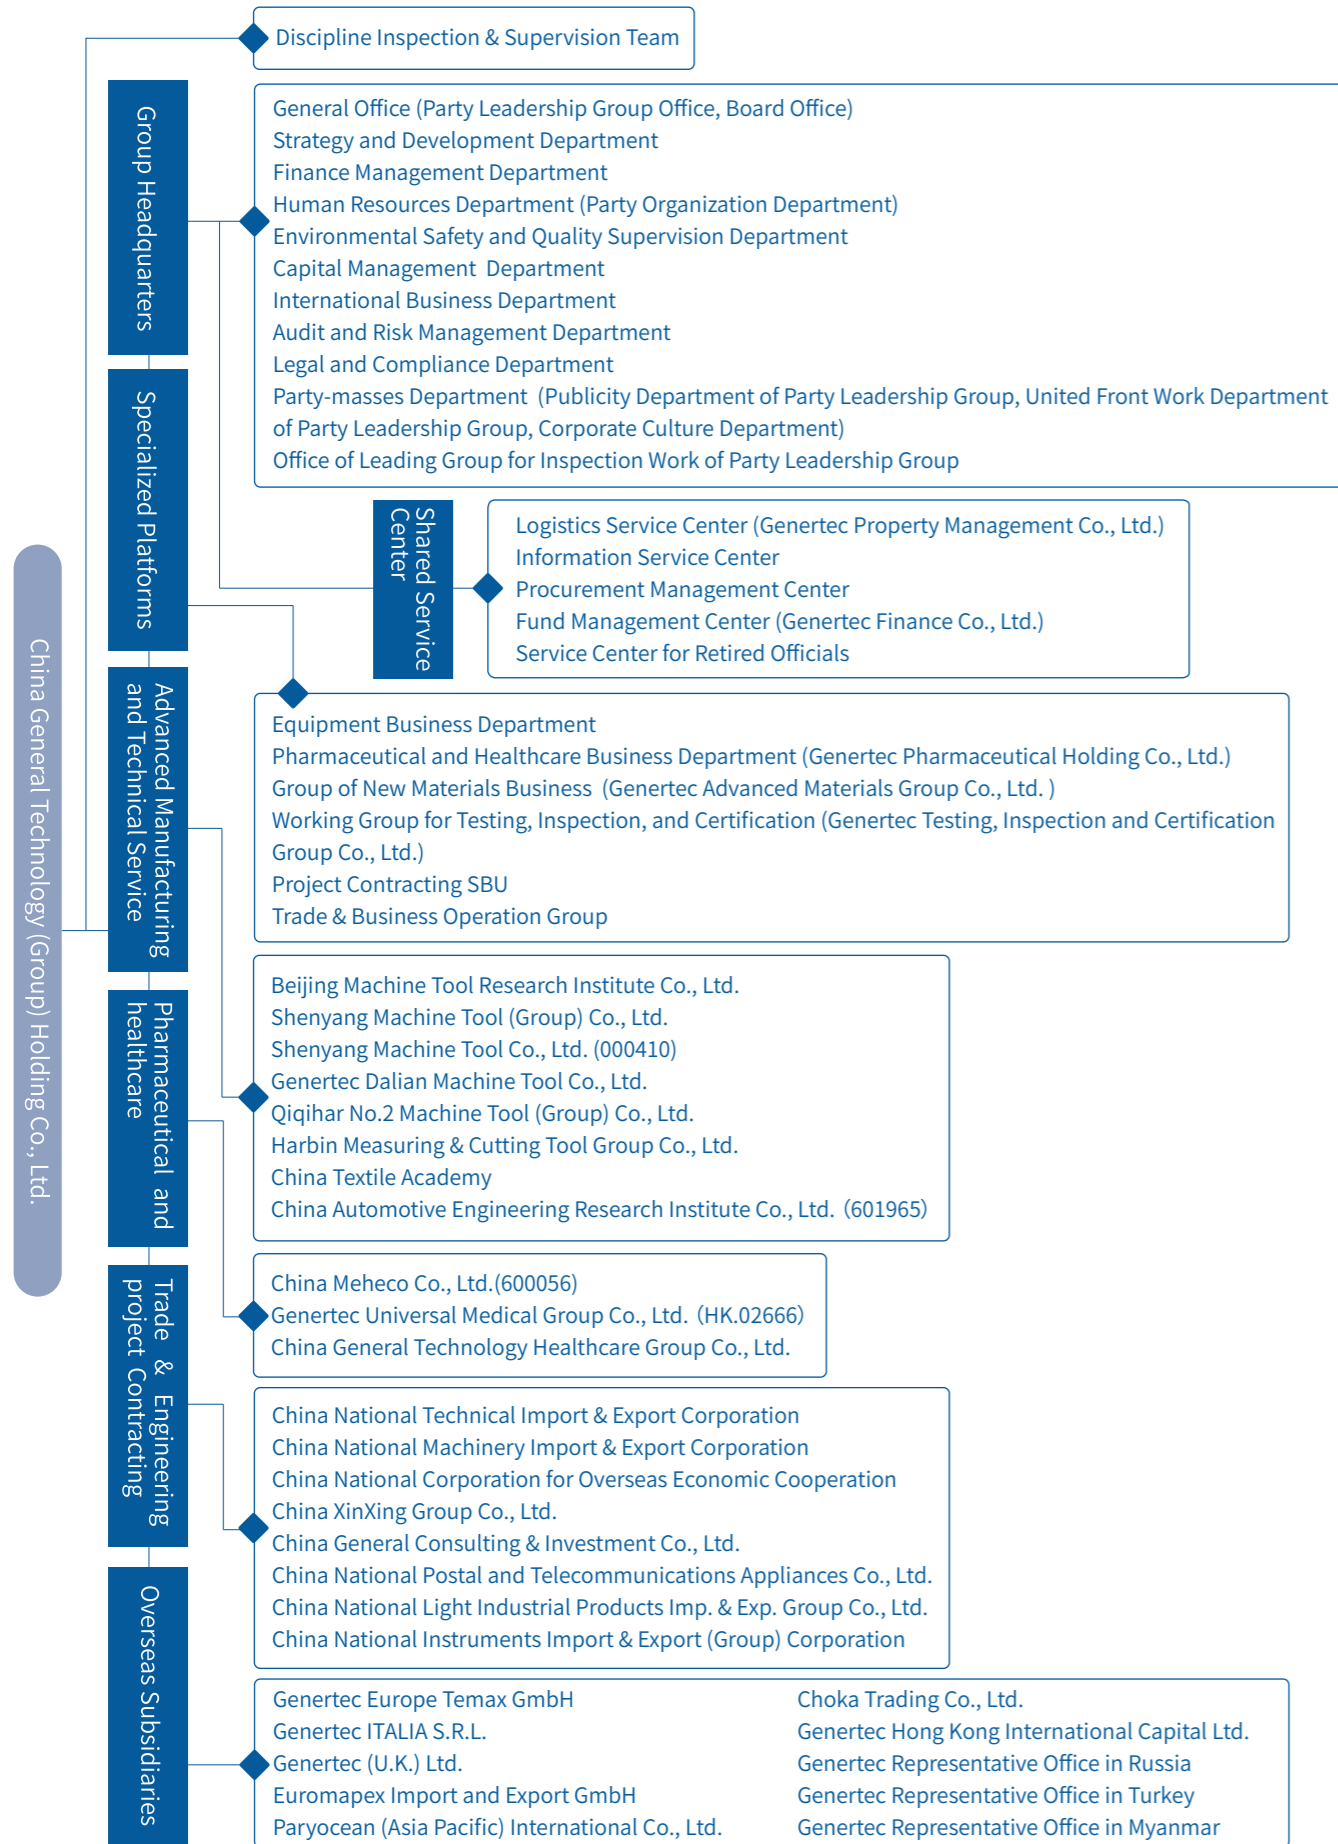 China General Technology (Group) Holding Co., Ltd.
Discipline Inspection & Supervision Team
Group Headquarters
General Office (Party Leadership Group Office, Board Office)
Strategy and Development Department
Finance Management Department
Human Resources Department (Party Organization Department)
Environmental Safety and Quality Supervision Department
Capital Management Department
International Business Department
Audit and Risk Management Department
Legal and Compliance Department
Party-masses Department (Publicity Department of Party Leadership Group, United Front Work Department
of Party Leadership Group, Corporate Culture Department)
Office of Leading Group for Inspection Work of Party Leadership Group
Shared Service
Center
Logistics Service Center (Genertec Property Management Co., Ltd.)
Information Service Center
Procurement Management Center
Fund Management Center (Genertec Finance Co., Ltd.)
Service Center for Retired Officials
Specialized Platforms
Equipment Business Department
Pharmaceutical and Healthcare Business Department (Genertec Pharmaceutical Holding Co., Ltd.)
Group of New Materials Business (Genertec Advanced Materials Group Co., Ltd. )
Working Group for Testing, Inspection, and Certification (Genertec Testing, Inspection and Certification
Group Co., Ltd.)
Project Contracting SBU
Trade & Business Operation Group
Advanced Manufacturing
and Technical Service
Beijing Machine Tool Research Institute Co., Ltd.
Shenyang Machine Tool (Group) Co., Ltd.
Shenyang Machine Tool Co., Ltd. (000410)
Genertec Dalian Machine Tool Co., Ltd.
Qiqihar No.2 Machine Tool (Group) Co., Ltd.
Harbin Measuring & Cutting Tool Group Co., Ltd.
China Textile Academy
China Automotive Engineering Research Institute Co., Ltd.（601965）
Pharmaceutical and
healthcare
China Meheco Co., Ltd.(600056)
Genertec Universal Medical Group Co., Ltd.（HK.02666）
China General Technology Healthcare Group Co., Ltd.
Trade & Engineering
project Contracting
China National Technical Import & Export Corporation
China National Machinery Import & Export Corporation
China National Corporation for Overseas Economic Cooperation
China XinXing Group Co., Ltd.
China General Consulting & Investment Co., Ltd.
China National Postal and Telecommunications Appliances Co., Ltd.
China National Light Industrial Products Imp. & Exp. Group Co., Ltd.
China National Instruments Import & Export (Group) Corporation
Overseas Subsidiaries
Genertec Europe Temax GmbH
Genertec ITALIA S.R.L.
Genertec (U.K.) Ltd.
Euromapex Import and Export GmbH
Paryocean (Asia Pacific) International Co., Ltd.
Choka Trading Co., Ltd.
Genertec Hong Kong International Capital Ltd.
Genertec Representative Office in Russia
Genertec Representative Office in Turkey
Genertec Representative Office in Myanmar